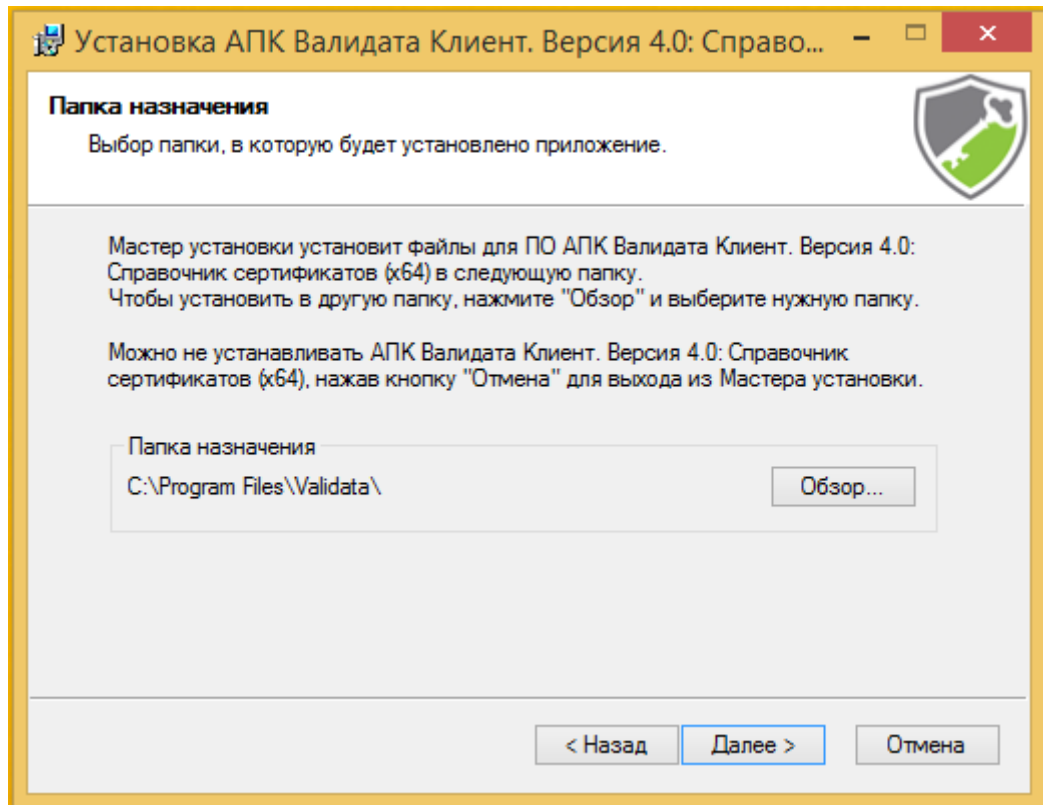 Установка АПК Валидата Клиент. Версия 4.0: Справо...
Папка назначения
Выбор папки, в которую будет установлено приложение.
Мастер установки установит файлы для ПО АПК Валидата Клиент. Версия 4.0:
Справочник сертификатов (x64) в следующую папку.
Чтобы установить в другую папку, нажмите "Обзор" и выберите нужную папку.
Можно не устанавливать АПК Валидата Клиент. Версия 4.0: Справочник
сертификатов (x64), нажав кнопку "Отмена" для выхода из Мастера установки.
Папка назначения
C:\Program Files\Validata\
Обзор...
< Назад
Далее >
Отмена